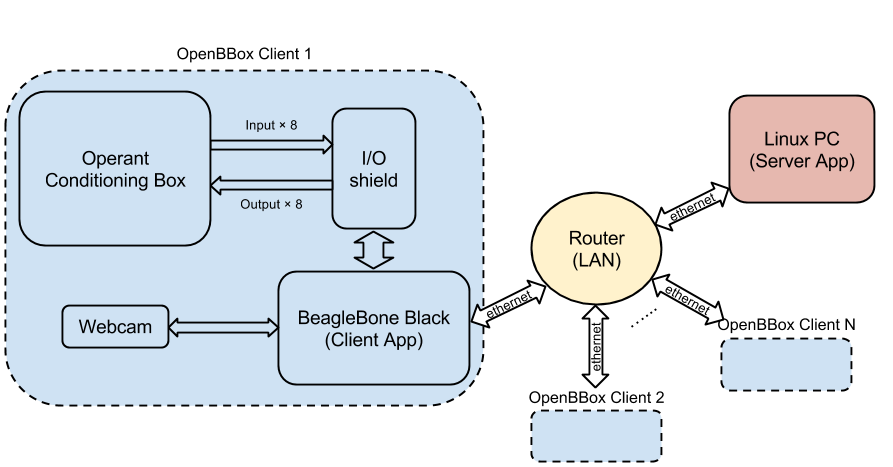 OpenBBox Client 1
Operant
Conditioning Box
Input × 8
Output × 8
I/O
shield
Webcam
BeagleBone Black
(Client App)
ethernet
Router
(LAN)
ethernet
Linux PC
(Server App)
ethernet
ethernet
......
OpenBBox Client 2
OpenBBox Client N